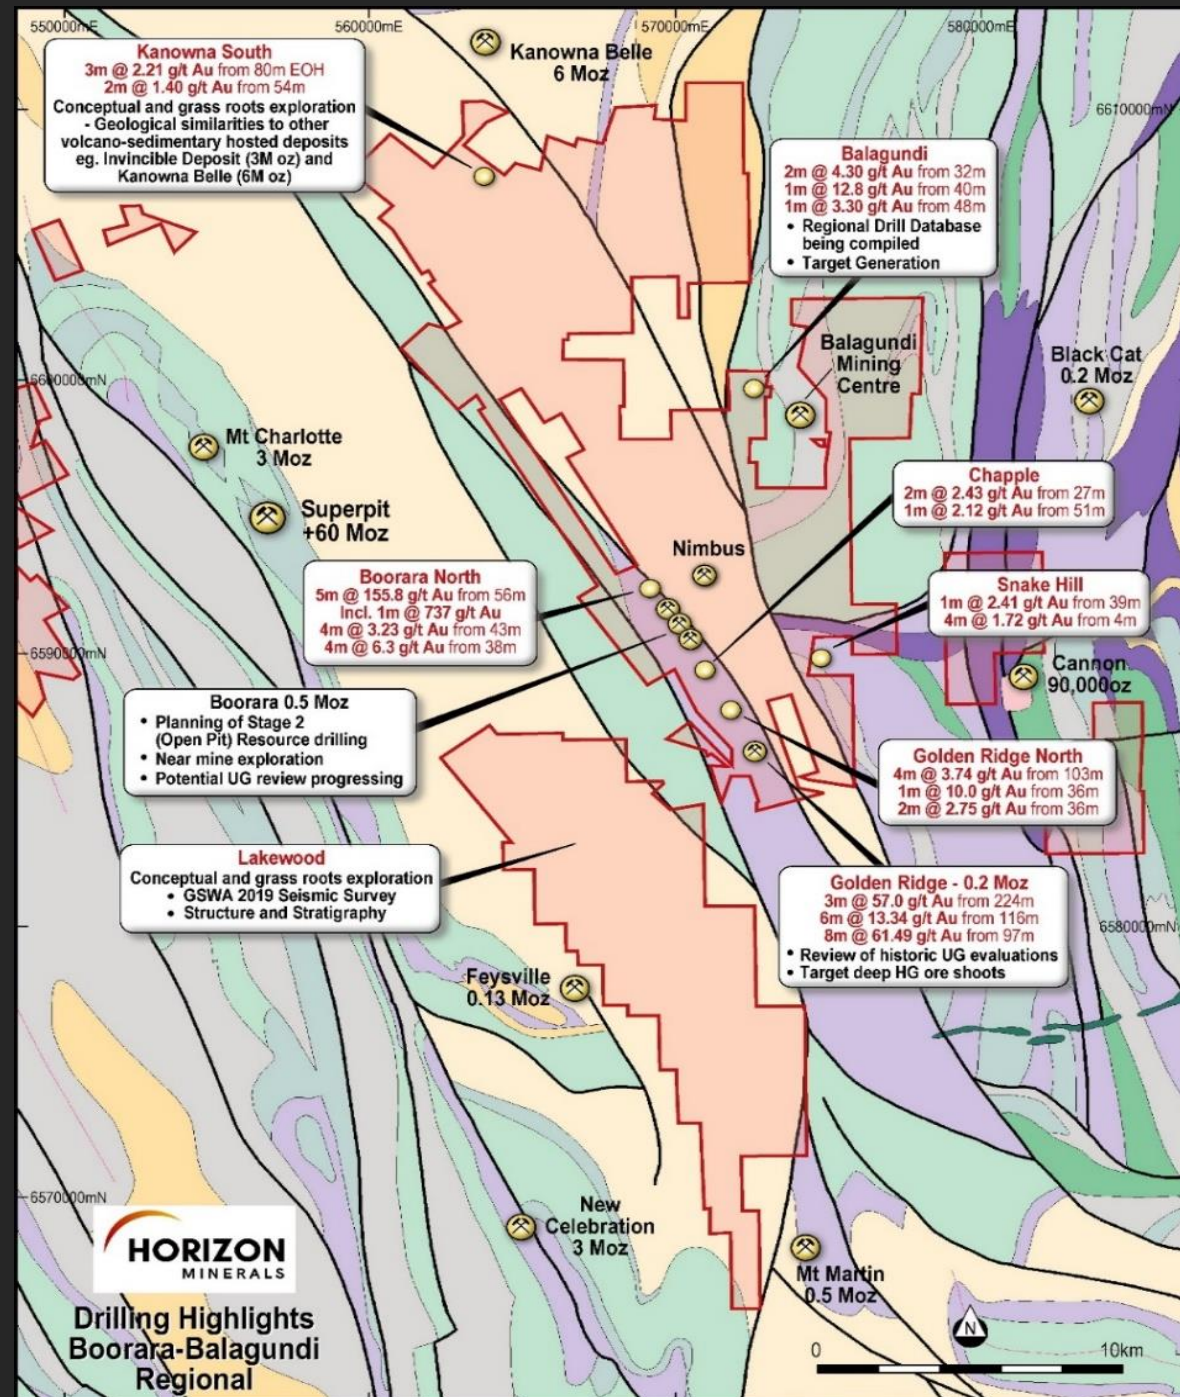 550000mE
560000mE
570000mE
580000mE
Kanowna South
3m @ 2.21 g/t Au from 80m EOH
2m @ 1.40 g/t Au from 54m
Conceptual and grass roots exploration
- Geological similarities to other
volcano-sedimentary hosted deposits
eg. Invincible Deposit (3M oz) and
Kanowna Belle (6M oz)
Kanowna Belle
6 Moz
6610000mN
Balagundi
2m @ 4.30 g/t Au from 32m
1m @ 12.8 g/t Au from 40m
1m @ 3.30 g/t Au from 48m
• Regional Drill Database
being compiled
• Target Generation
Balagundi
Mining
Centre
Black Cat
0.2 Moz
6600000mN
Mt Charlotte
3 Moz
Superpit
+60 Moz
Chapple
2m @ 2.43 g/t Au from 27m
1m @ 2.12 g/t Au from 51m
Nimbus
Boorara North
5m @ 155.8 g/t Au from 56m
Incl. 1m @ 737 g/t Au
4m @ 3.23 g/t Au from 43m
4m @ 6.3 g/t Au from 38m
Snake Hill
1m @ 2.41 g/t Au from 39m
4m @ 1.72 g/t Au from 4m
6590000mN
Cannon
90,000oz
Boorara 0.5 Moz
• Planning of Stage 2
(Open Pit) Resource drilling
• Near mine exploration
• Potential UG review progressing
Golden Ridge North
4m @ 3.74 g/t Au from 103m
1m @ 10.0 g/t Au from 36m
2m @ 2.75 g/t Au from 36m
Lakewood
Conceptual and grass roots exploration
• GSWA 2019 Seismic Survey
• Structure and Stratigraphy
Golden Ridge - 0.2 Moz
3m @ 57.0 g/t Au from 224m
6m @ 13.34 g/t Au from 116m
8m @ 61.49 g/t Au from 97m
• Review of historic UG evaluations
• Target deep HG ore shoots
6580000mN
Feysville
0.13 Moz
6570000mN
New
Celebration
3 Moz
Mt Martin
0.5 Moz
HORIZON
MINERALS
Drilling Highlights
Boorara-Balagundi
Regional
N
0
10km